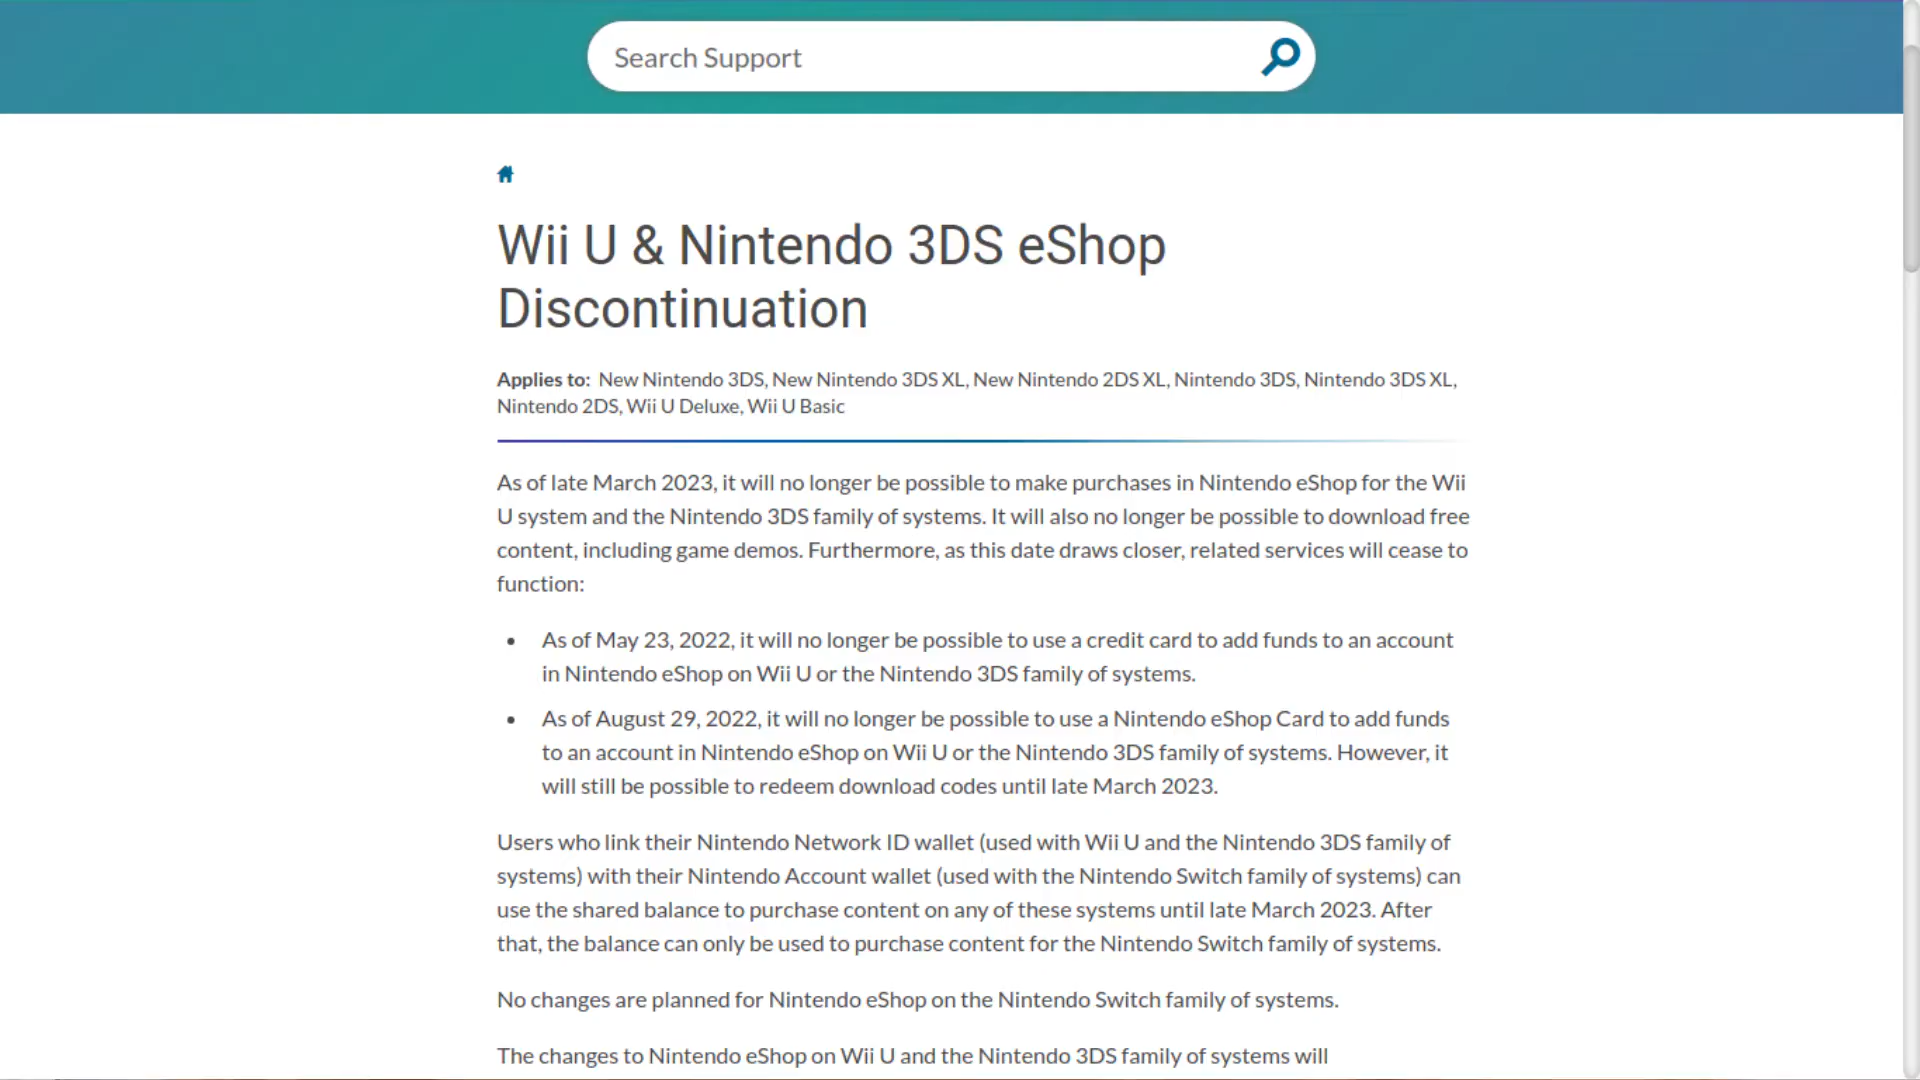 Search Support
Wii U & Nintendo 3DS eShop
Discontinuation
Applies to: New Nintendo 3DS, New Nintendo 3DS XL, New Nintendo 2DS XL, Nintendo 3DS, Nintendo 3DS XL,
Nintendo 2DS, Wii U Deluxe, Wii U Basic
As of late March 2023, it will no longer be possible to make purchases in Nintendo eShop for the Wii
U system and the Nintendo 3DS family of systems. It will also no longer be possible to download free
content, including game demos. Furthermore, as this date draws closer, related services will cease to
function:
• As of May 23, 2022, it will no longer be possible to use a credit card to add funds to an account
in Nintendo eShop on Wii U or the Nintendo 3DS family of systems.
• As of August 29, 2022, it will no longer be possible to use a Nintendo eShop Card to add funds
to an account in Nintendo eShop on Wii U or the Nintendo 3DS family of systems. However, it
will still be possible to redeem download codes until late March 2023.
Users who link their Nintendo Network ID wallet (used with Wii U and the Nintendo 3DS family of
systems) with their Nintendo Account wallet (used with the Nintendo Switch family of systems) can
use the shared balance to purchase content on any of these systems until late March 2023. After
that, the balance can only be used to purchase content for the Nintendo Switch family of systems.
No changes are planned for Nintendo eShop on the Nintendo Switch family of systems.
The changes to Nintendo eShop on Wii U and the Nintendo 3DS family of systems will